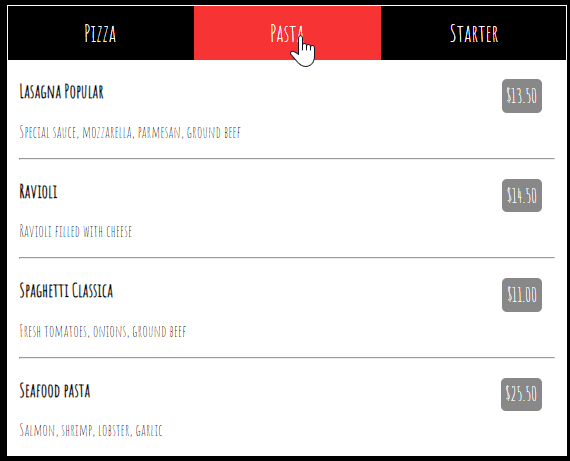 Pizza Pasta Starter
Lasagna Popular $13.50
Special sauce, mozzarella, parmesan, ground beef
Ravioli $14.50
Ravioli filled with cheese
Spaghetti Classica $11.00
Fresh tomatoes, onions, ground beef
Seafood pasta $25.50
Salmon, shrimp, lobster, garlic